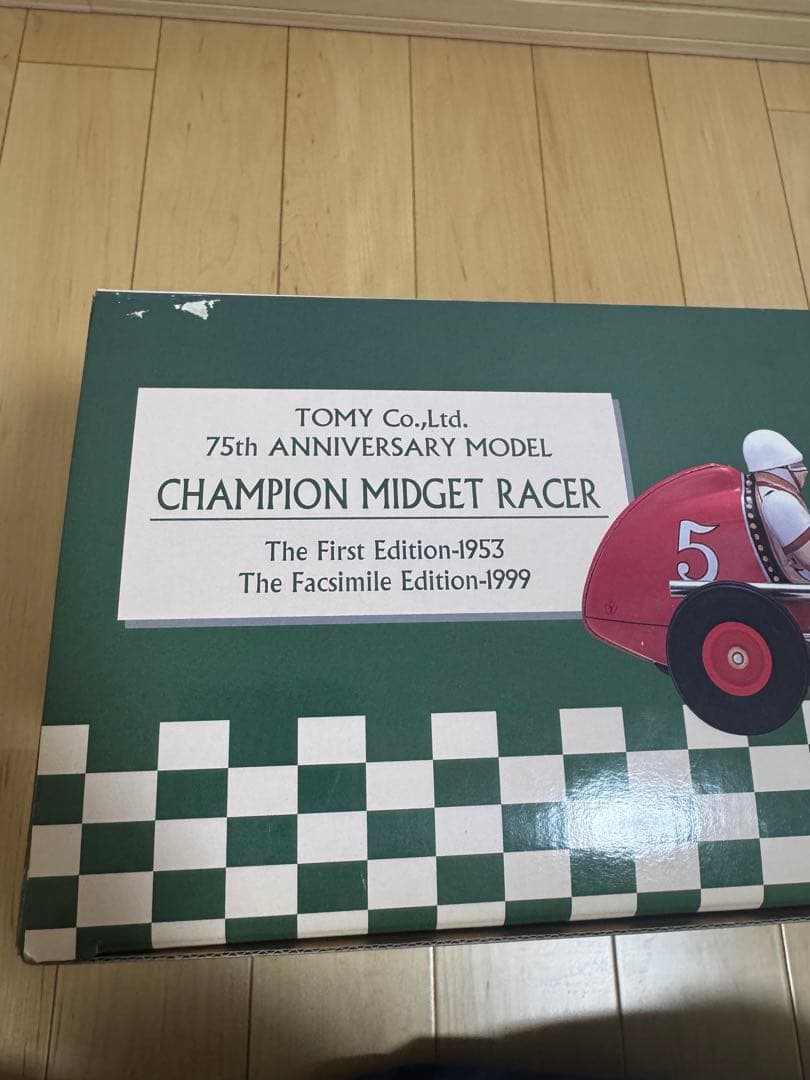 TOMY Co.,Ltd.
75th ANNIVERSARY MODEL
CHAMPION MIDGET RACER
The First Edition-1953
The Facsimile Edition-1999
5